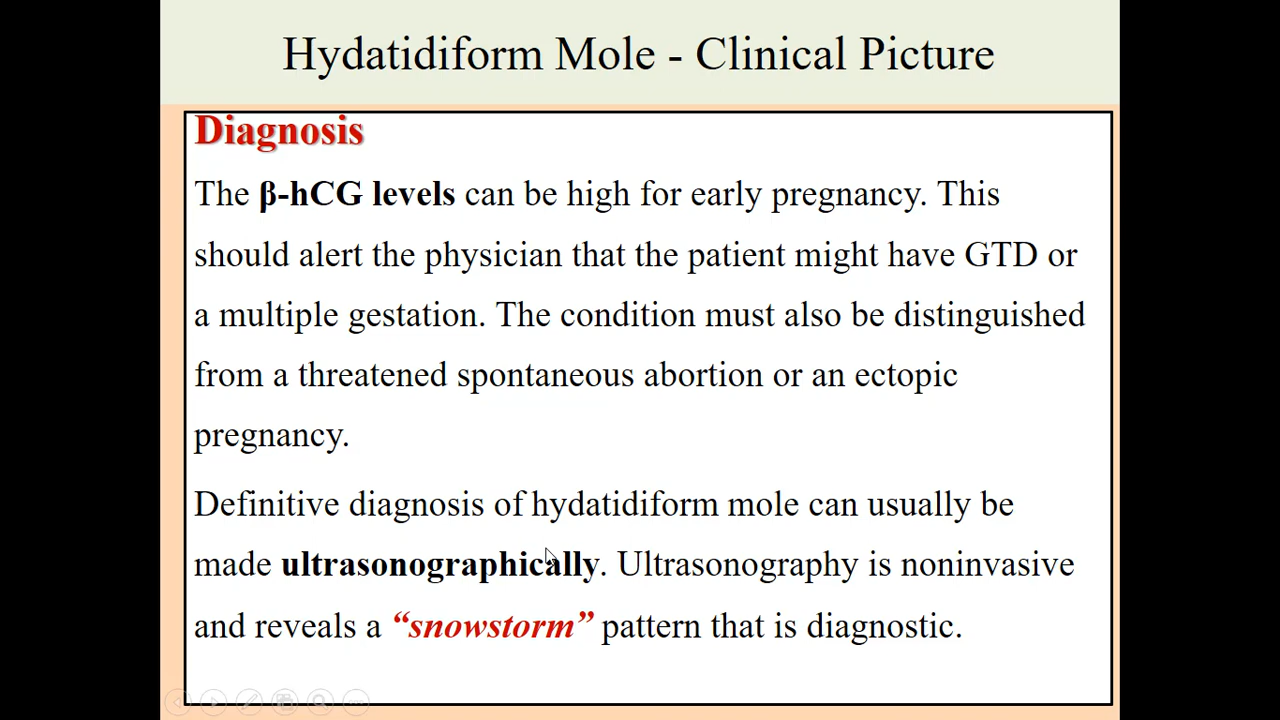 Hydatidiform Mole - Clinical Picture
Diagnosis
The β-hCG levels can be high for early pregnancy. This
should alert the physician that the patient might have GTD or
a multiple gestation. The condition must also be distinguished
from a threatened spontaneous abortion or an ectopic
pregnancy.
Definitive diagnosis of hydatidiform mole can usually be
made ultrasonographically. Ultrasonography is noninvasive
and reveals a “snowstorm” pattern that is diagnostic.